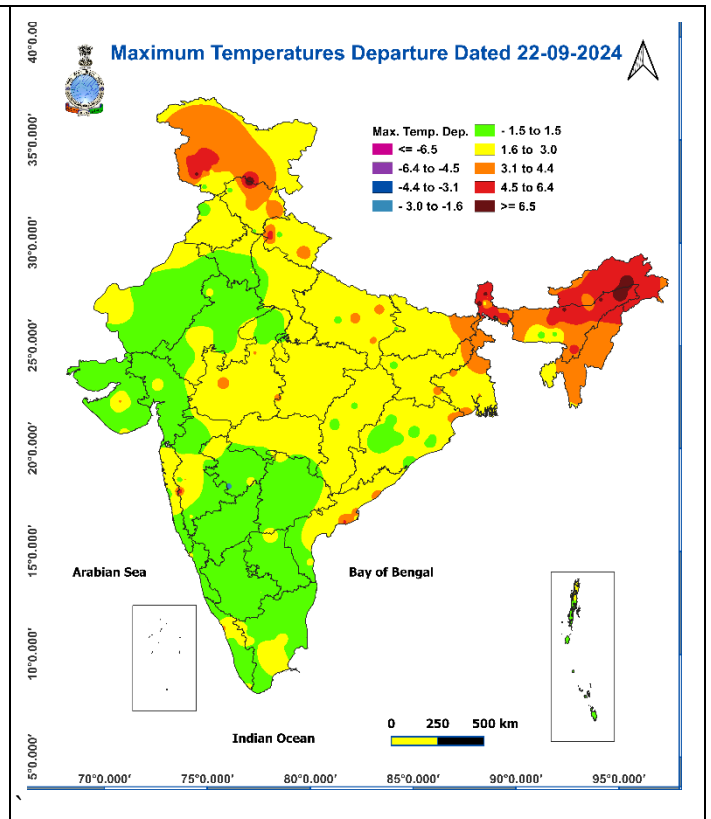 Maximum Temperatures Departure Dated 22-09-2024
Max. Temp. Dep.
<= -6.5
-6.4 to -4.5
-4.4 to -3.1
- 3.0 to -1.6
- 1.5 to 1.5
1.6 to 3.0
3.1 to 4.4
4.5 to 6.4
>= 6.5
40°0.00
35°0.000'
30°0.000'
25°0.000'
20°0.000'
15°0.000'
10°0.000'
5°0.000'
Arabian Sea
Bay of Bengal
Indian Ocean
0 250 500 km
70°0.000' 75°0.000' 80°0.000' 85°0.000' 90°0.000' 95°0.000'
`